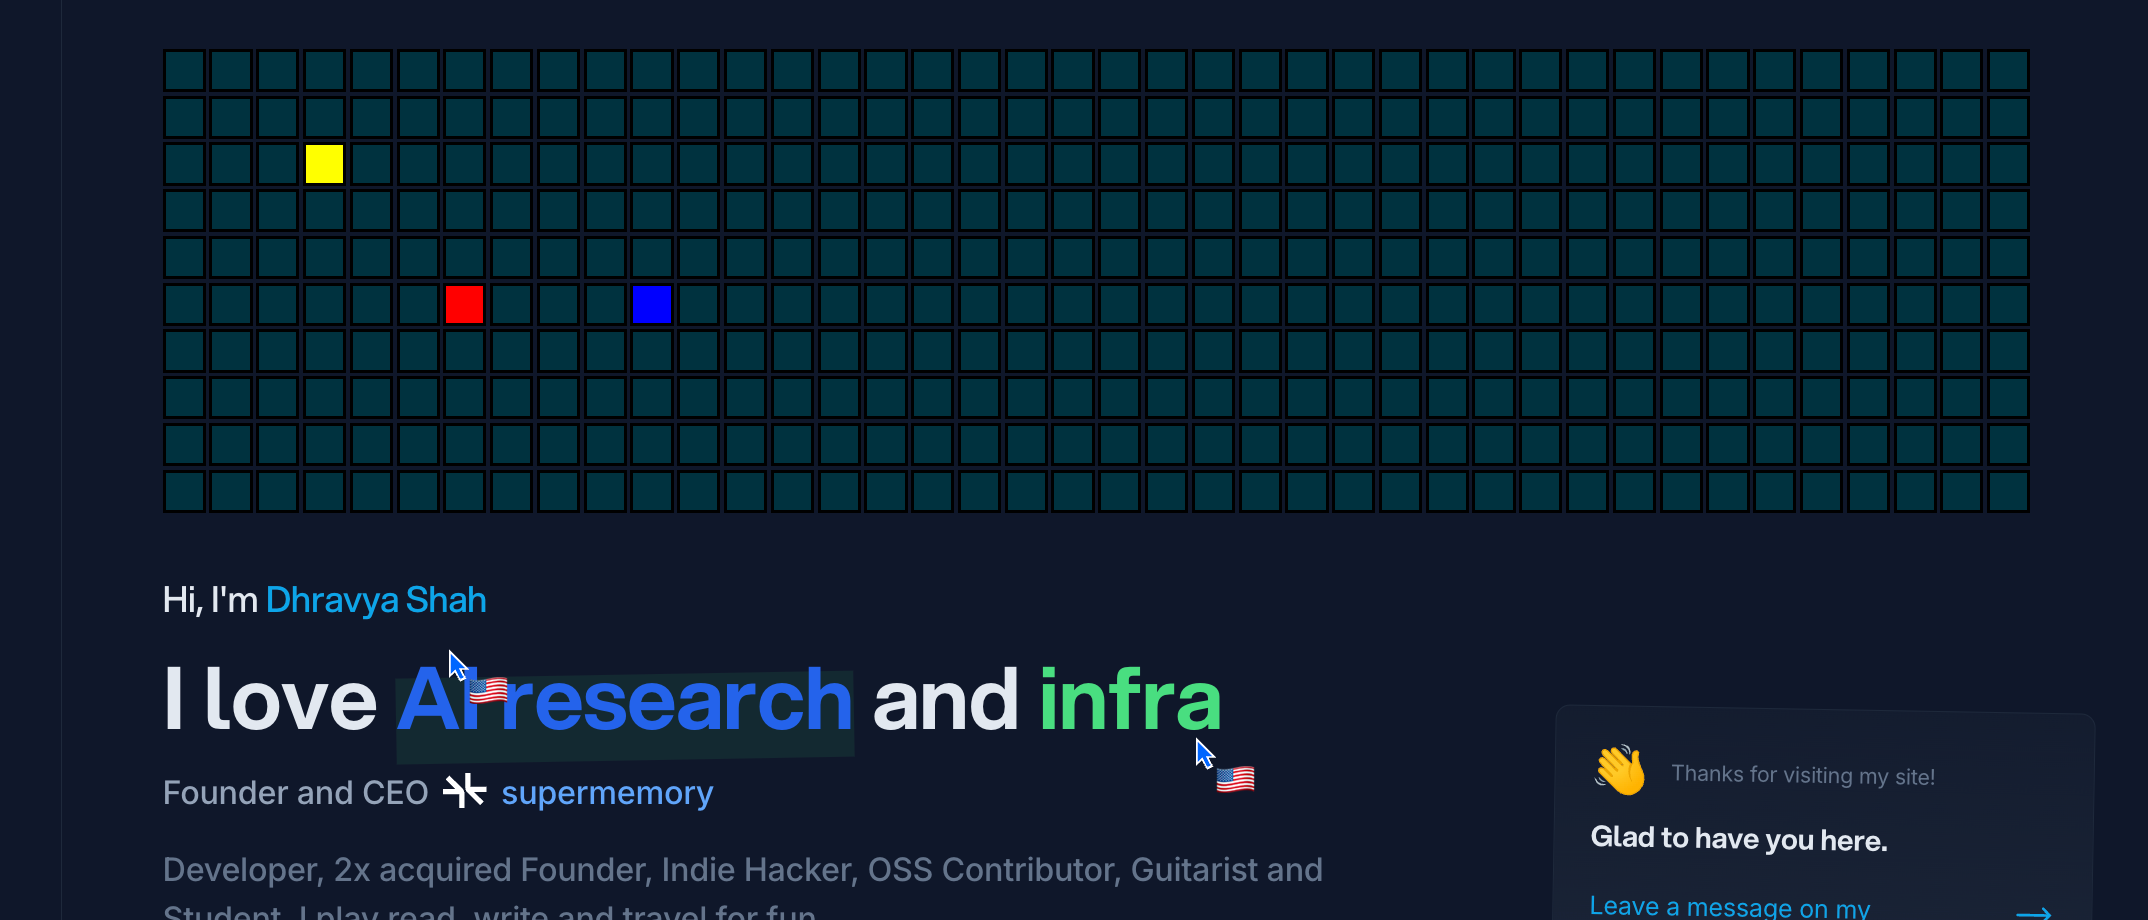 Hi, I'm Dhravya Shah
I love AI research and infra
Founder and CEO supermemory
Developer, 2x acquired Founder, Indie Hacker, OSS Contributor, Guitarist and
Student. I play read, write and travel for fun
Thanks for visiting my site!
Glad to have you here.
Leave a message on my